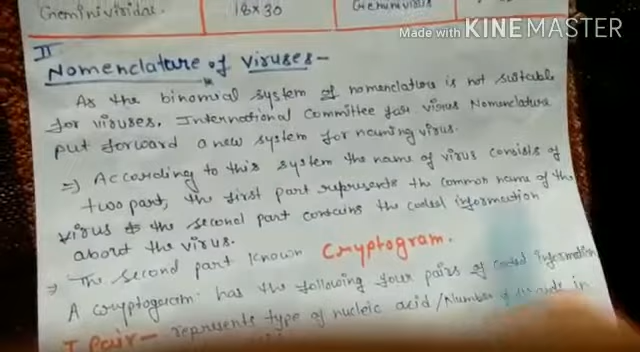 Geminiviridae 18x30 Geminivirus
Made with KINEMASTER
II
Nomenclature of viruses-
As the binomial system of nomenclature is not suitable
for viruses, International Committee for virus Nomenclature
put forward a new system for naming virus.
=> According to this system the name of virus consists of
two part, the first part represents the common name of the
virus & the second part contains the coded information
about the virus.
=> The second part known Cryptogram.
A cryptogram has the following four pairs of coded information
I Pair- represents type of nucleic acid/Number of in